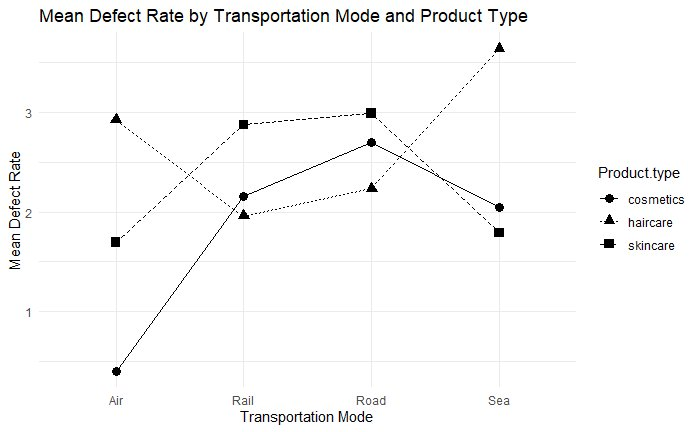 Mean Defect Rate by Transportation Mode and Product Type
3
2
1
Mean Defect Rate
Air Rail Road Sea
Transportation Mode
Product.type
cosmetics
haircare
skincare